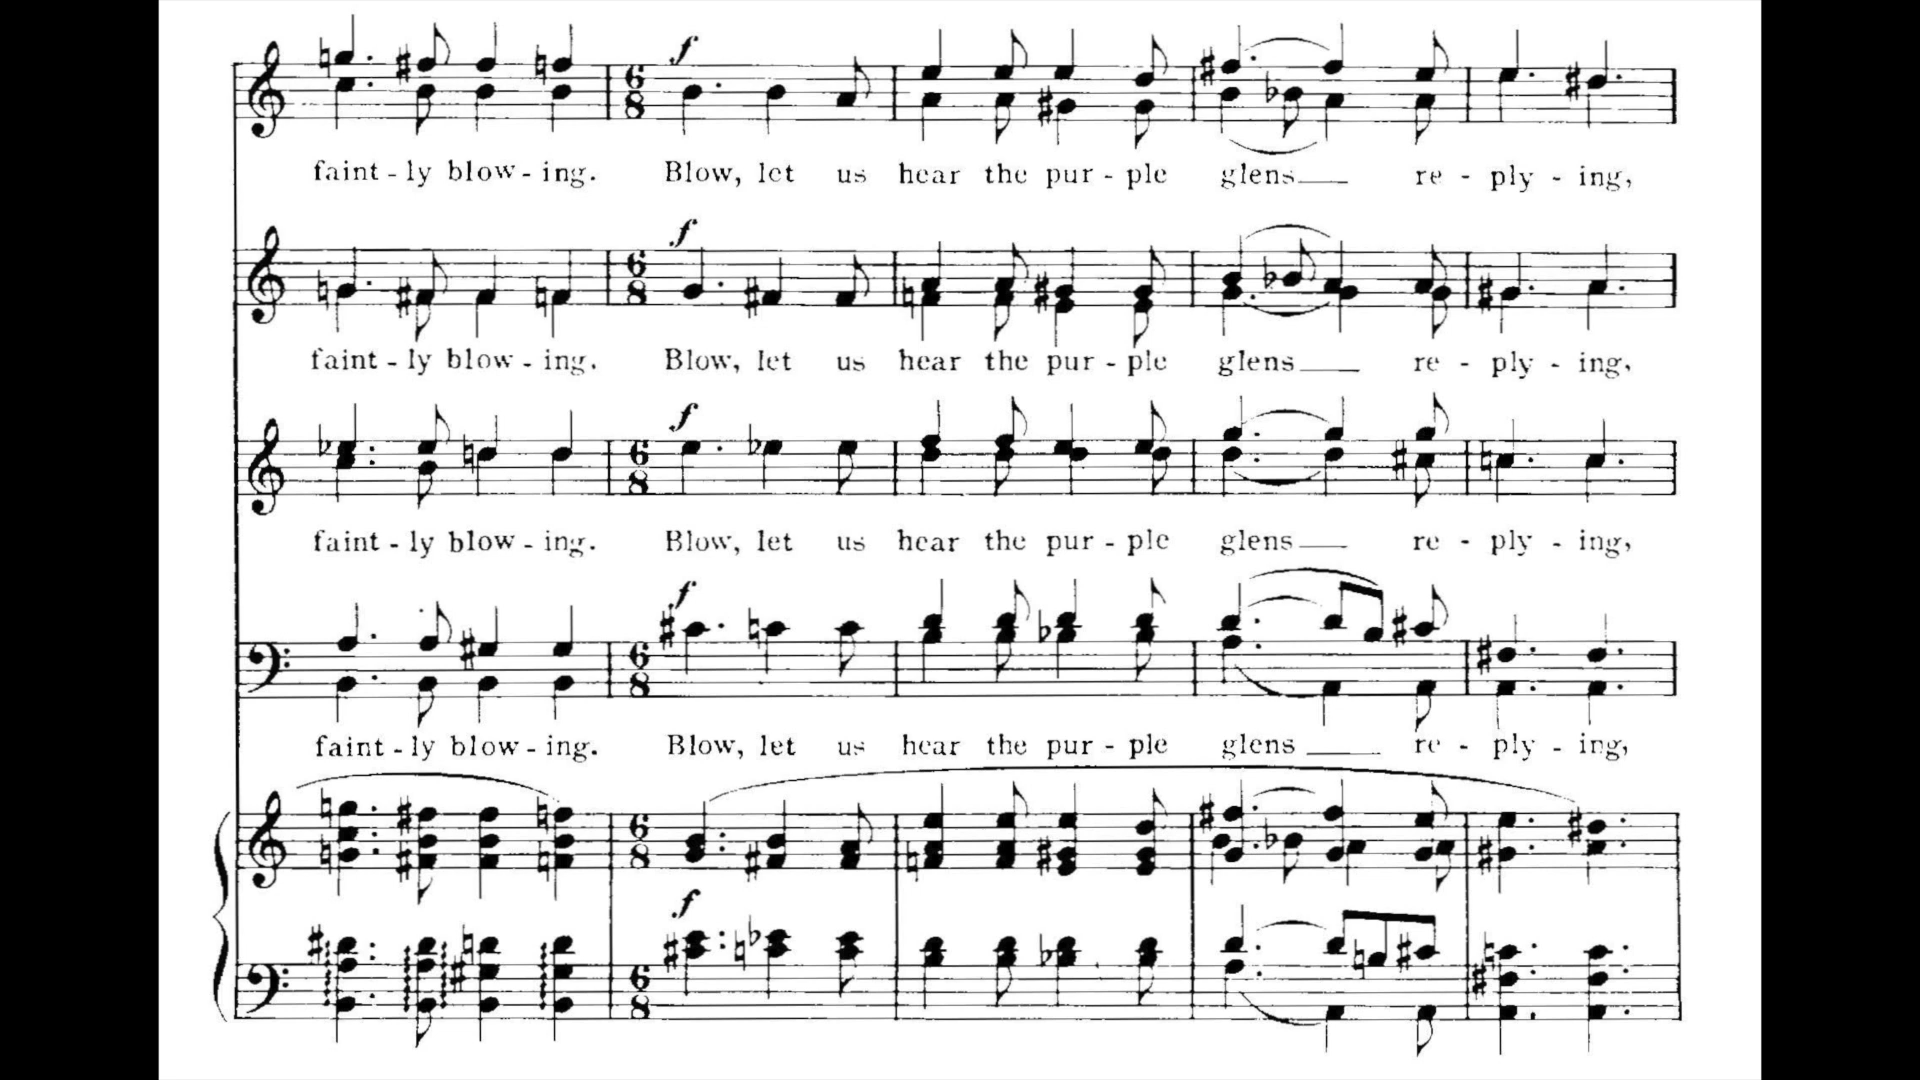 f
faint - ly blow - ing. Blow, let us hear the pur - ple glens re - ply - ing,
f
faint - ly blow - ing. Blow, let us hear the pur - ple glens re - ply - ing,
f
faint - ly blow - ing. Blow, let us hear the pur - ple glens re - ply - ing,
f
faint - ly blow - ing. Blow, let us hear the pur - ple glens re - ply - ing,
f